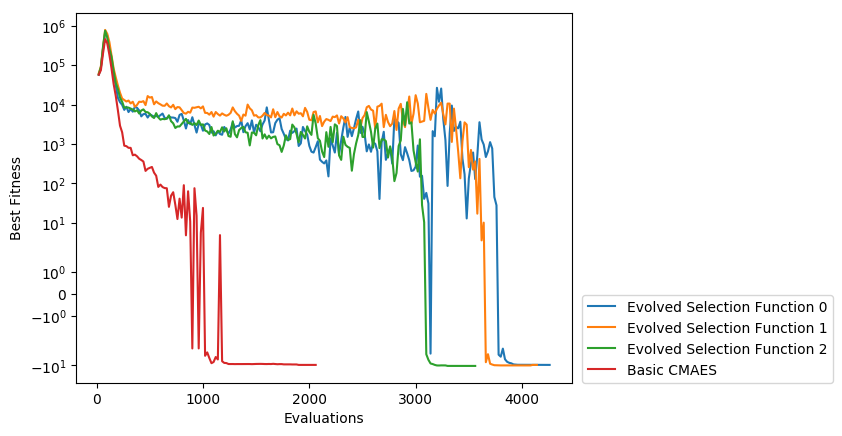 Best Fitness
10⁶
10⁵
10⁴
10³
10²
10¹
10⁰
0
−10⁰
−10¹
0 1000 2000 3000 4000
Evaluations
Evolved Selection Function 0
Evolved Selection Function 1
Evolved Selection Function 2
Basic CMAES